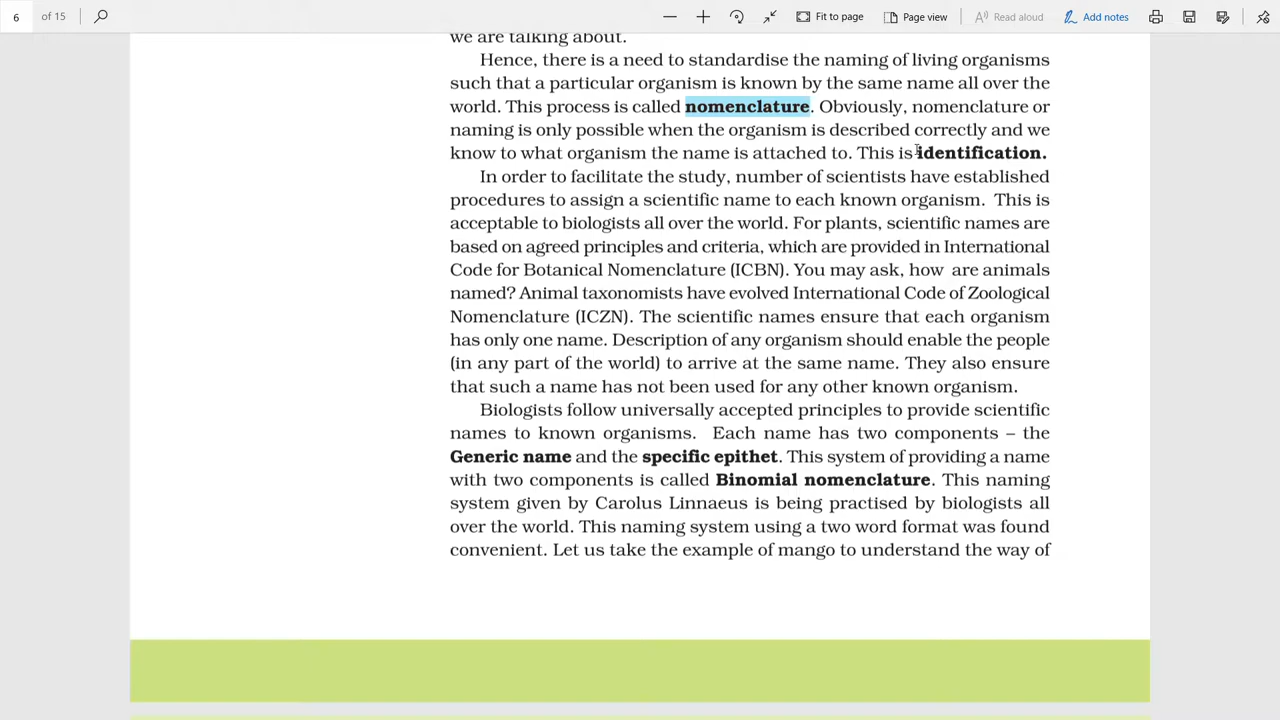 6 of 15 Fit to page Page view Read aloud Add notes
we are talking about.
Hence, there is a need to standardise the naming of living organisms
such that a particular organism is known by the same name all over the
world. This process is called nomenclature. Obviously, nomenclature or
naming is only possible when the organism is described correctly and we
know to what organism the name is attached to. This is identification.
In order to facilitate the study, number of scientists have established
procedures to assign a scientific name to each known organism. This is
acceptable to biologists all over the world. For plants, scientific names are
based on agreed principles and criteria, which are provided in International
Code for Botanical Nomenclature (ICBN). You may ask, how are animals
named? Animal taxonomists have evolved International Code of Zoological
Nomenclature (ICZN). The scientific names ensure that each organism
has only one name. Description of any organism should enable the people
(in any part of the world) to arrive at the same name. They also ensure
that such a name has not been used for any other known organism.
Biologists follow universally accepted principles to provide scientific
names to known organisms. Each name has two components – the
Generic name and the specific epithet. This system of providing a name
with two components is called Binomial nomenclature. This naming
system given by Carolus Linnaeus is being practised by biologists all
over the world. This naming system using a two word format was found
convenient. Let us take the example of mango to understand the way of